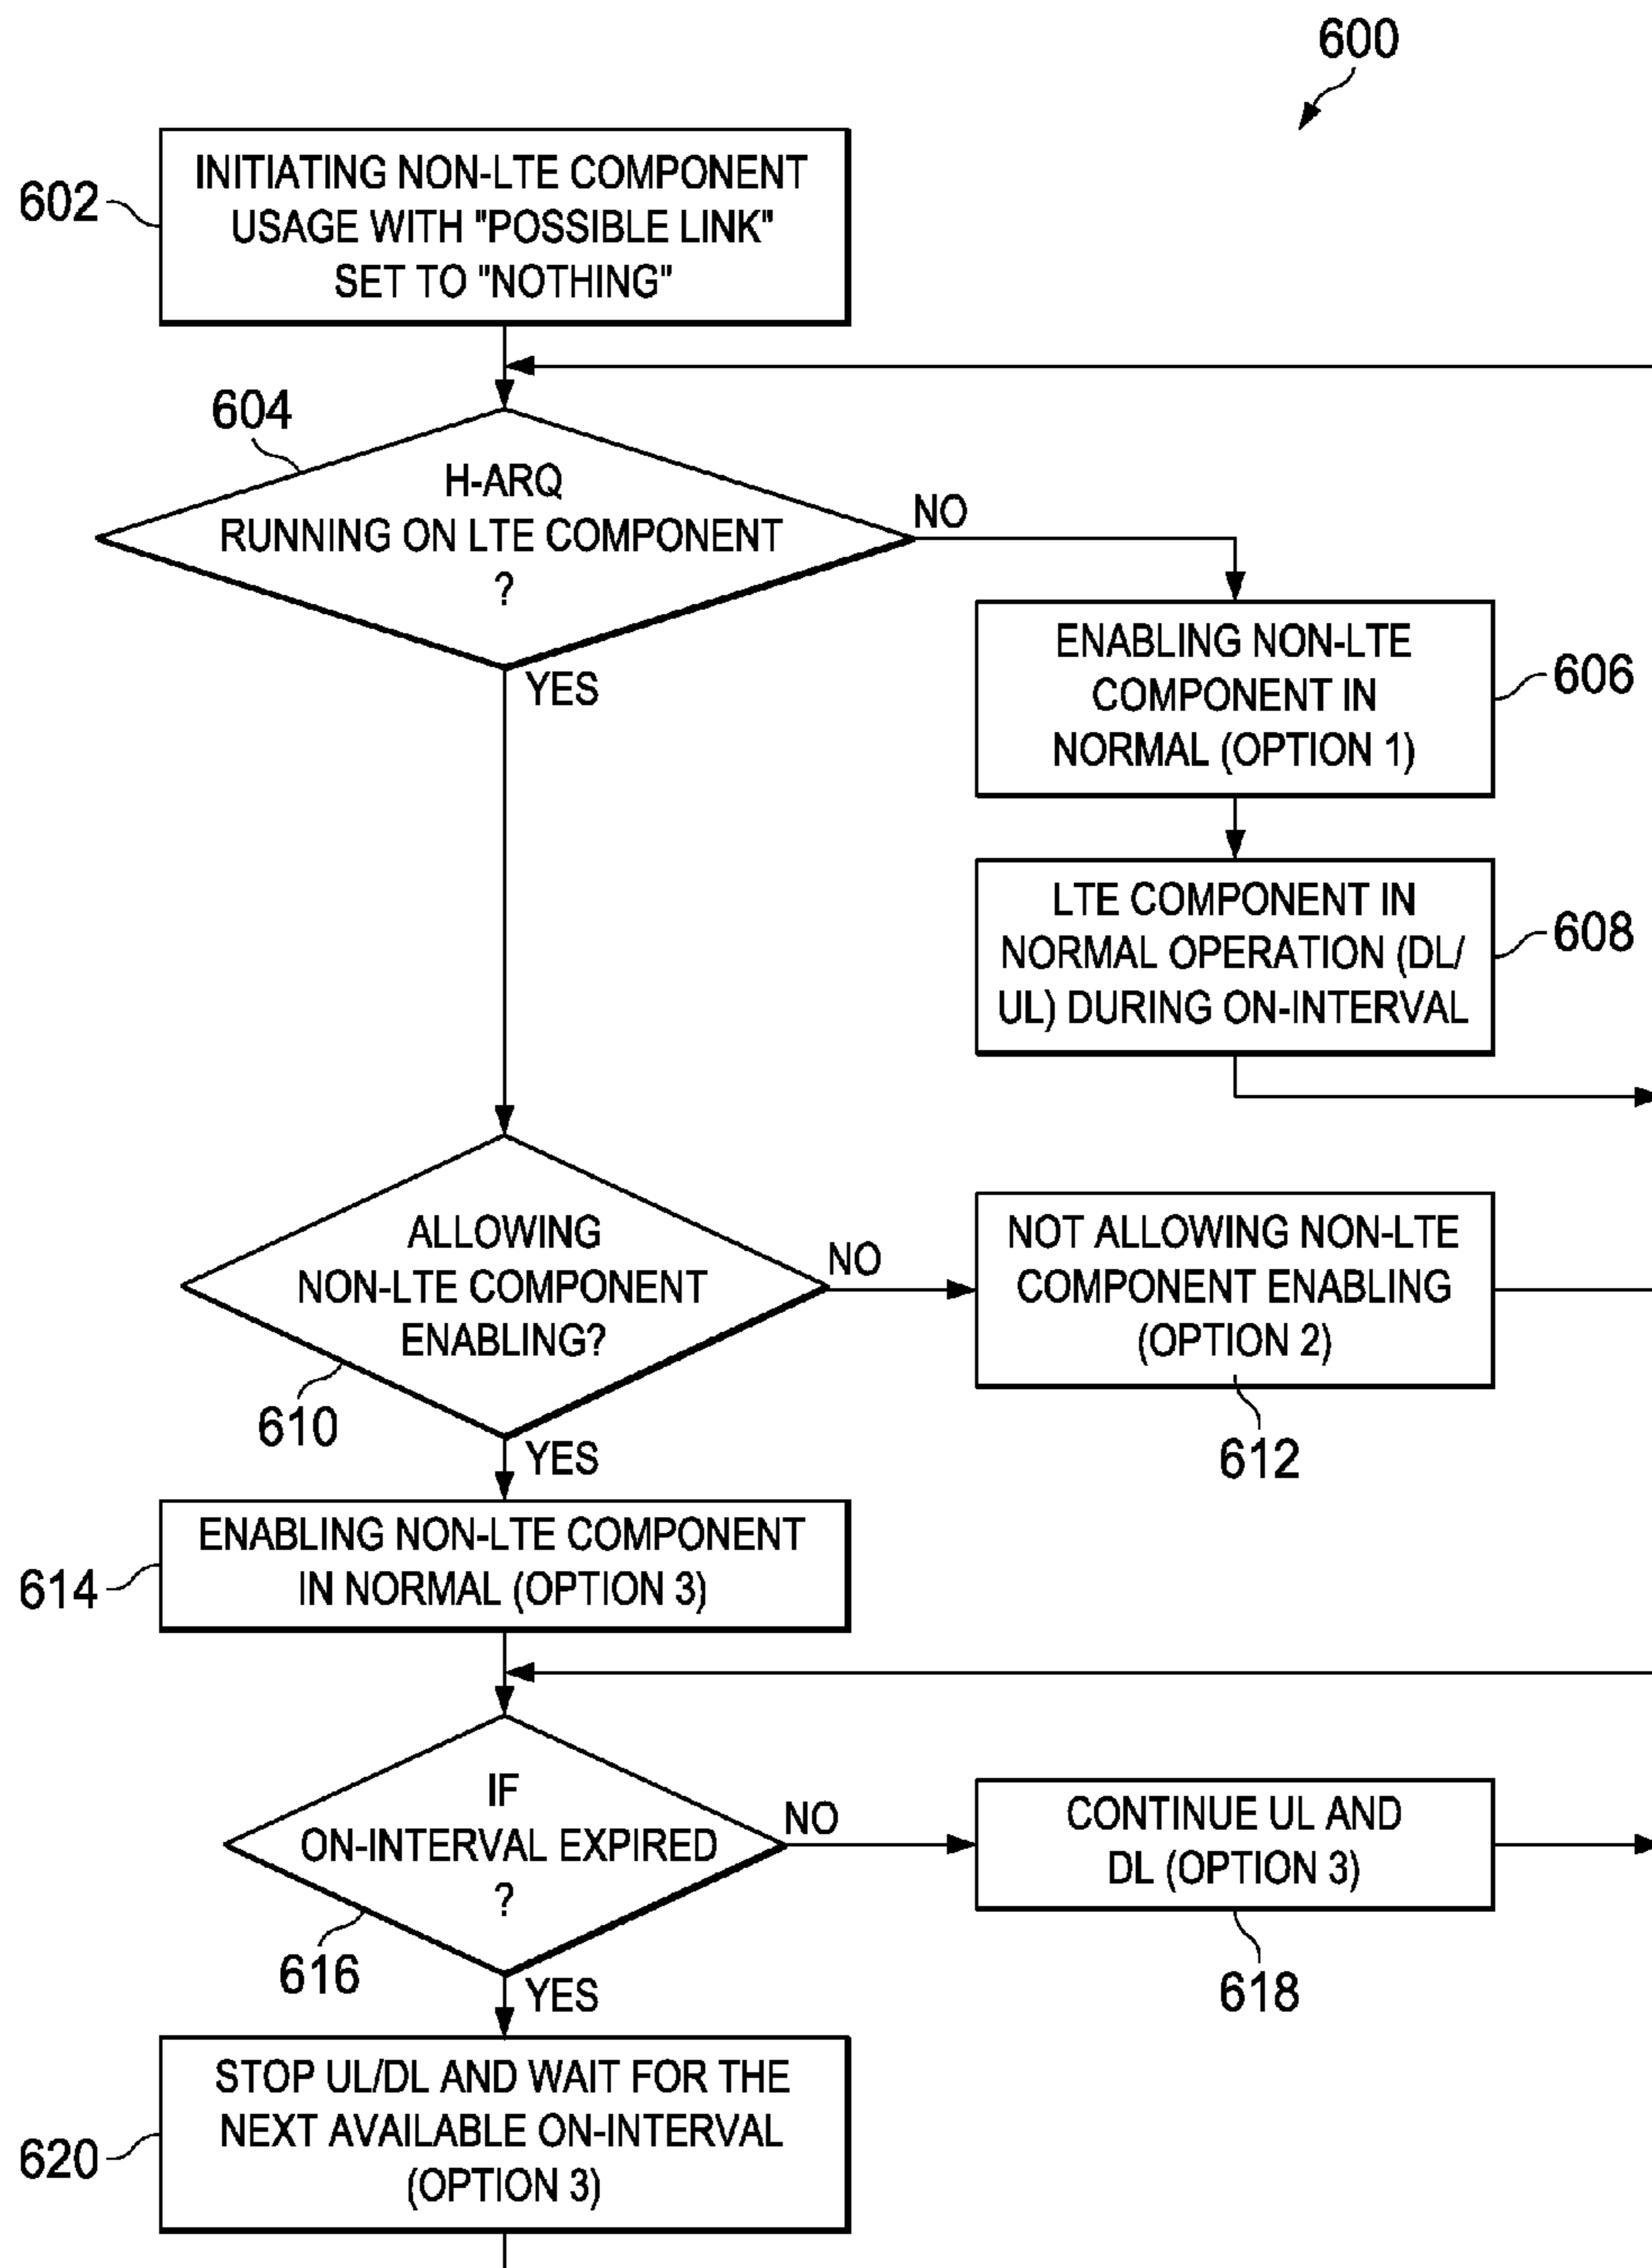 600
602
INITIATING NON-LTE COMPONENT
USAGE WITH "POSSIBLE LINK"
SET TO "NOTHING"
604
H-ARQ
RUNNING ON LTE COMPONENT
?
NO
YES
ENABLING NON-LTE
COMPONENT IN
NORMAL (OPTION 1)
606
LTE COMPONENT IN
NORMAL OPERATION (DL/
UL) DURING ON-INTERVAL
608
ALLOWING
NON-LTE COMPONENT
ENABLING?
610
NO
YES
NOT ALLOWING NON-LTE
COMPONENT ENABLING
(OPTION 2)
612
614
ENABLING NON-LTE COMPONENT
IN NORMAL (OPTION 3)
IF
ON-INTERVAL EXPIRED
?
616
NO
YES
CONTINUE UL AND
DL (OPTION 3)
618
620
STOP UL/DL AND WAIT FOR THE
NEXT AVAILABLE ON-INTERVAL
(OPTION 3)